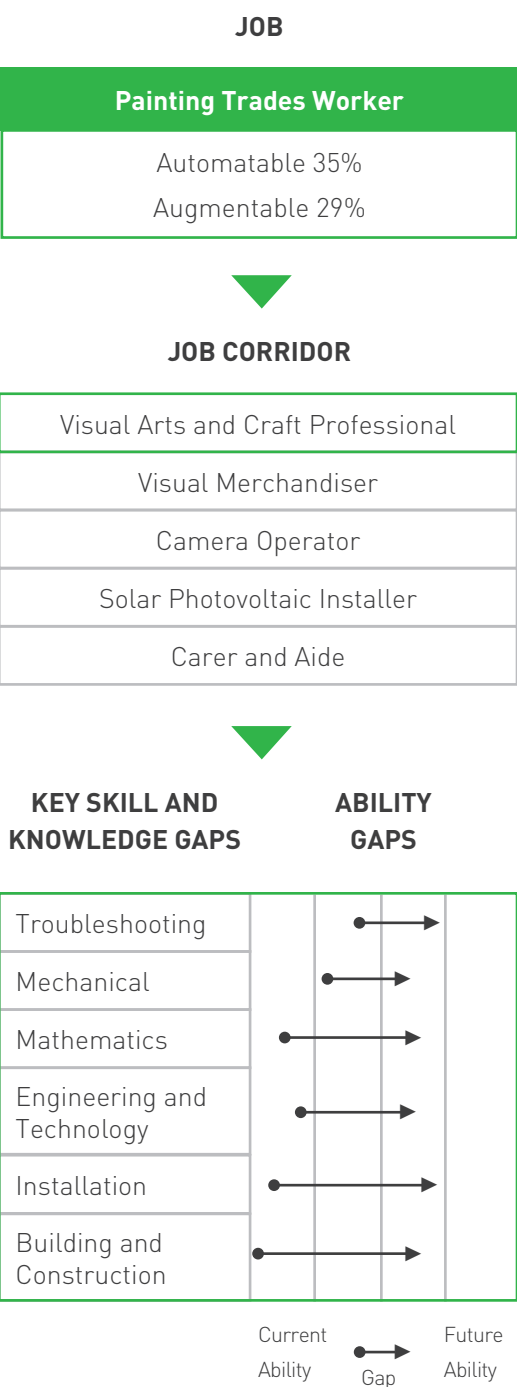 JOB
Painting Trades Worker
Automatable 35%
Augmentable 29%
JOB CORRIDOR
Visual Arts and Craft Professional
Visual Merchandiser
Camera Operator
Solar Photovoltaic Installer
Carer and Aide
KEY SKILL AND
KNOWLEDGE GAPS
ABILITY
GAPS
Troubleshooting
Mechanical
Mathematics
Engineering and
Technology
Installation
Building and
Construction
Current
Ability
Gap
Future
Ability